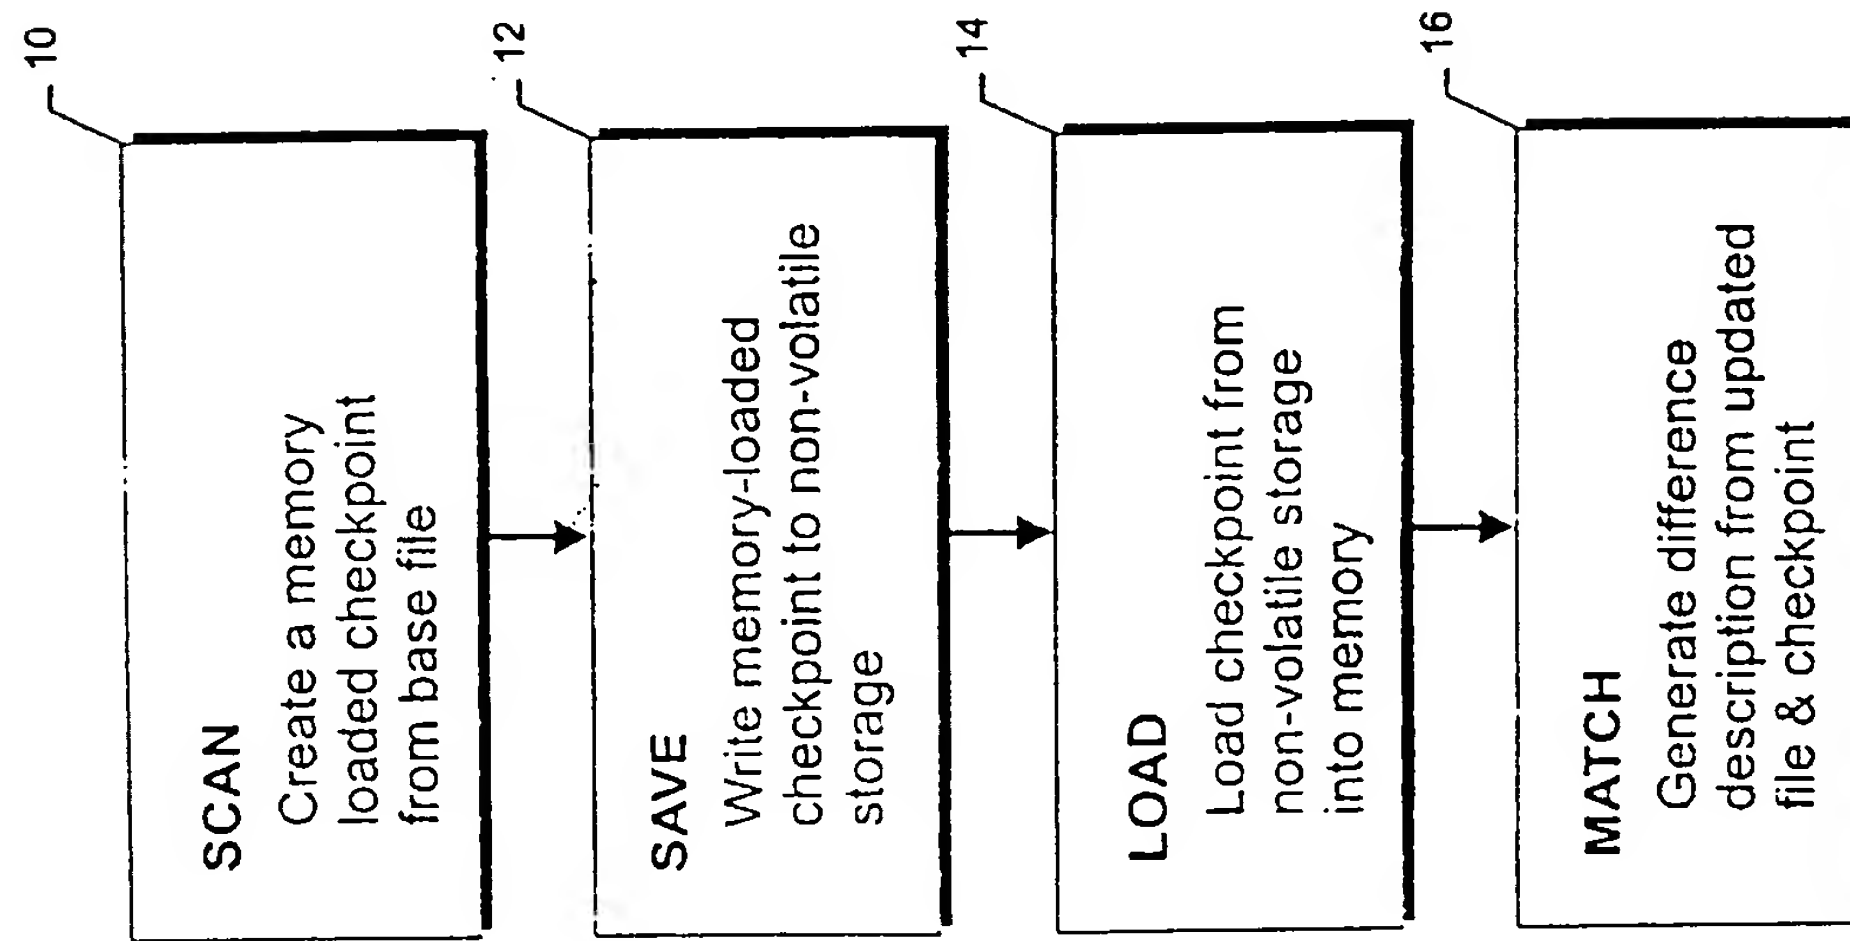 10
SCAN
Create a memory
loaded checkpoint
from base file
12
SAVE
Write memory-loaded
checkpoint to non-volatile
storage
14
LOAD
Load checkpoint from
non-volatile storage
into memory
16
MATCH
Generate difference
description from updated
file & checkpoint